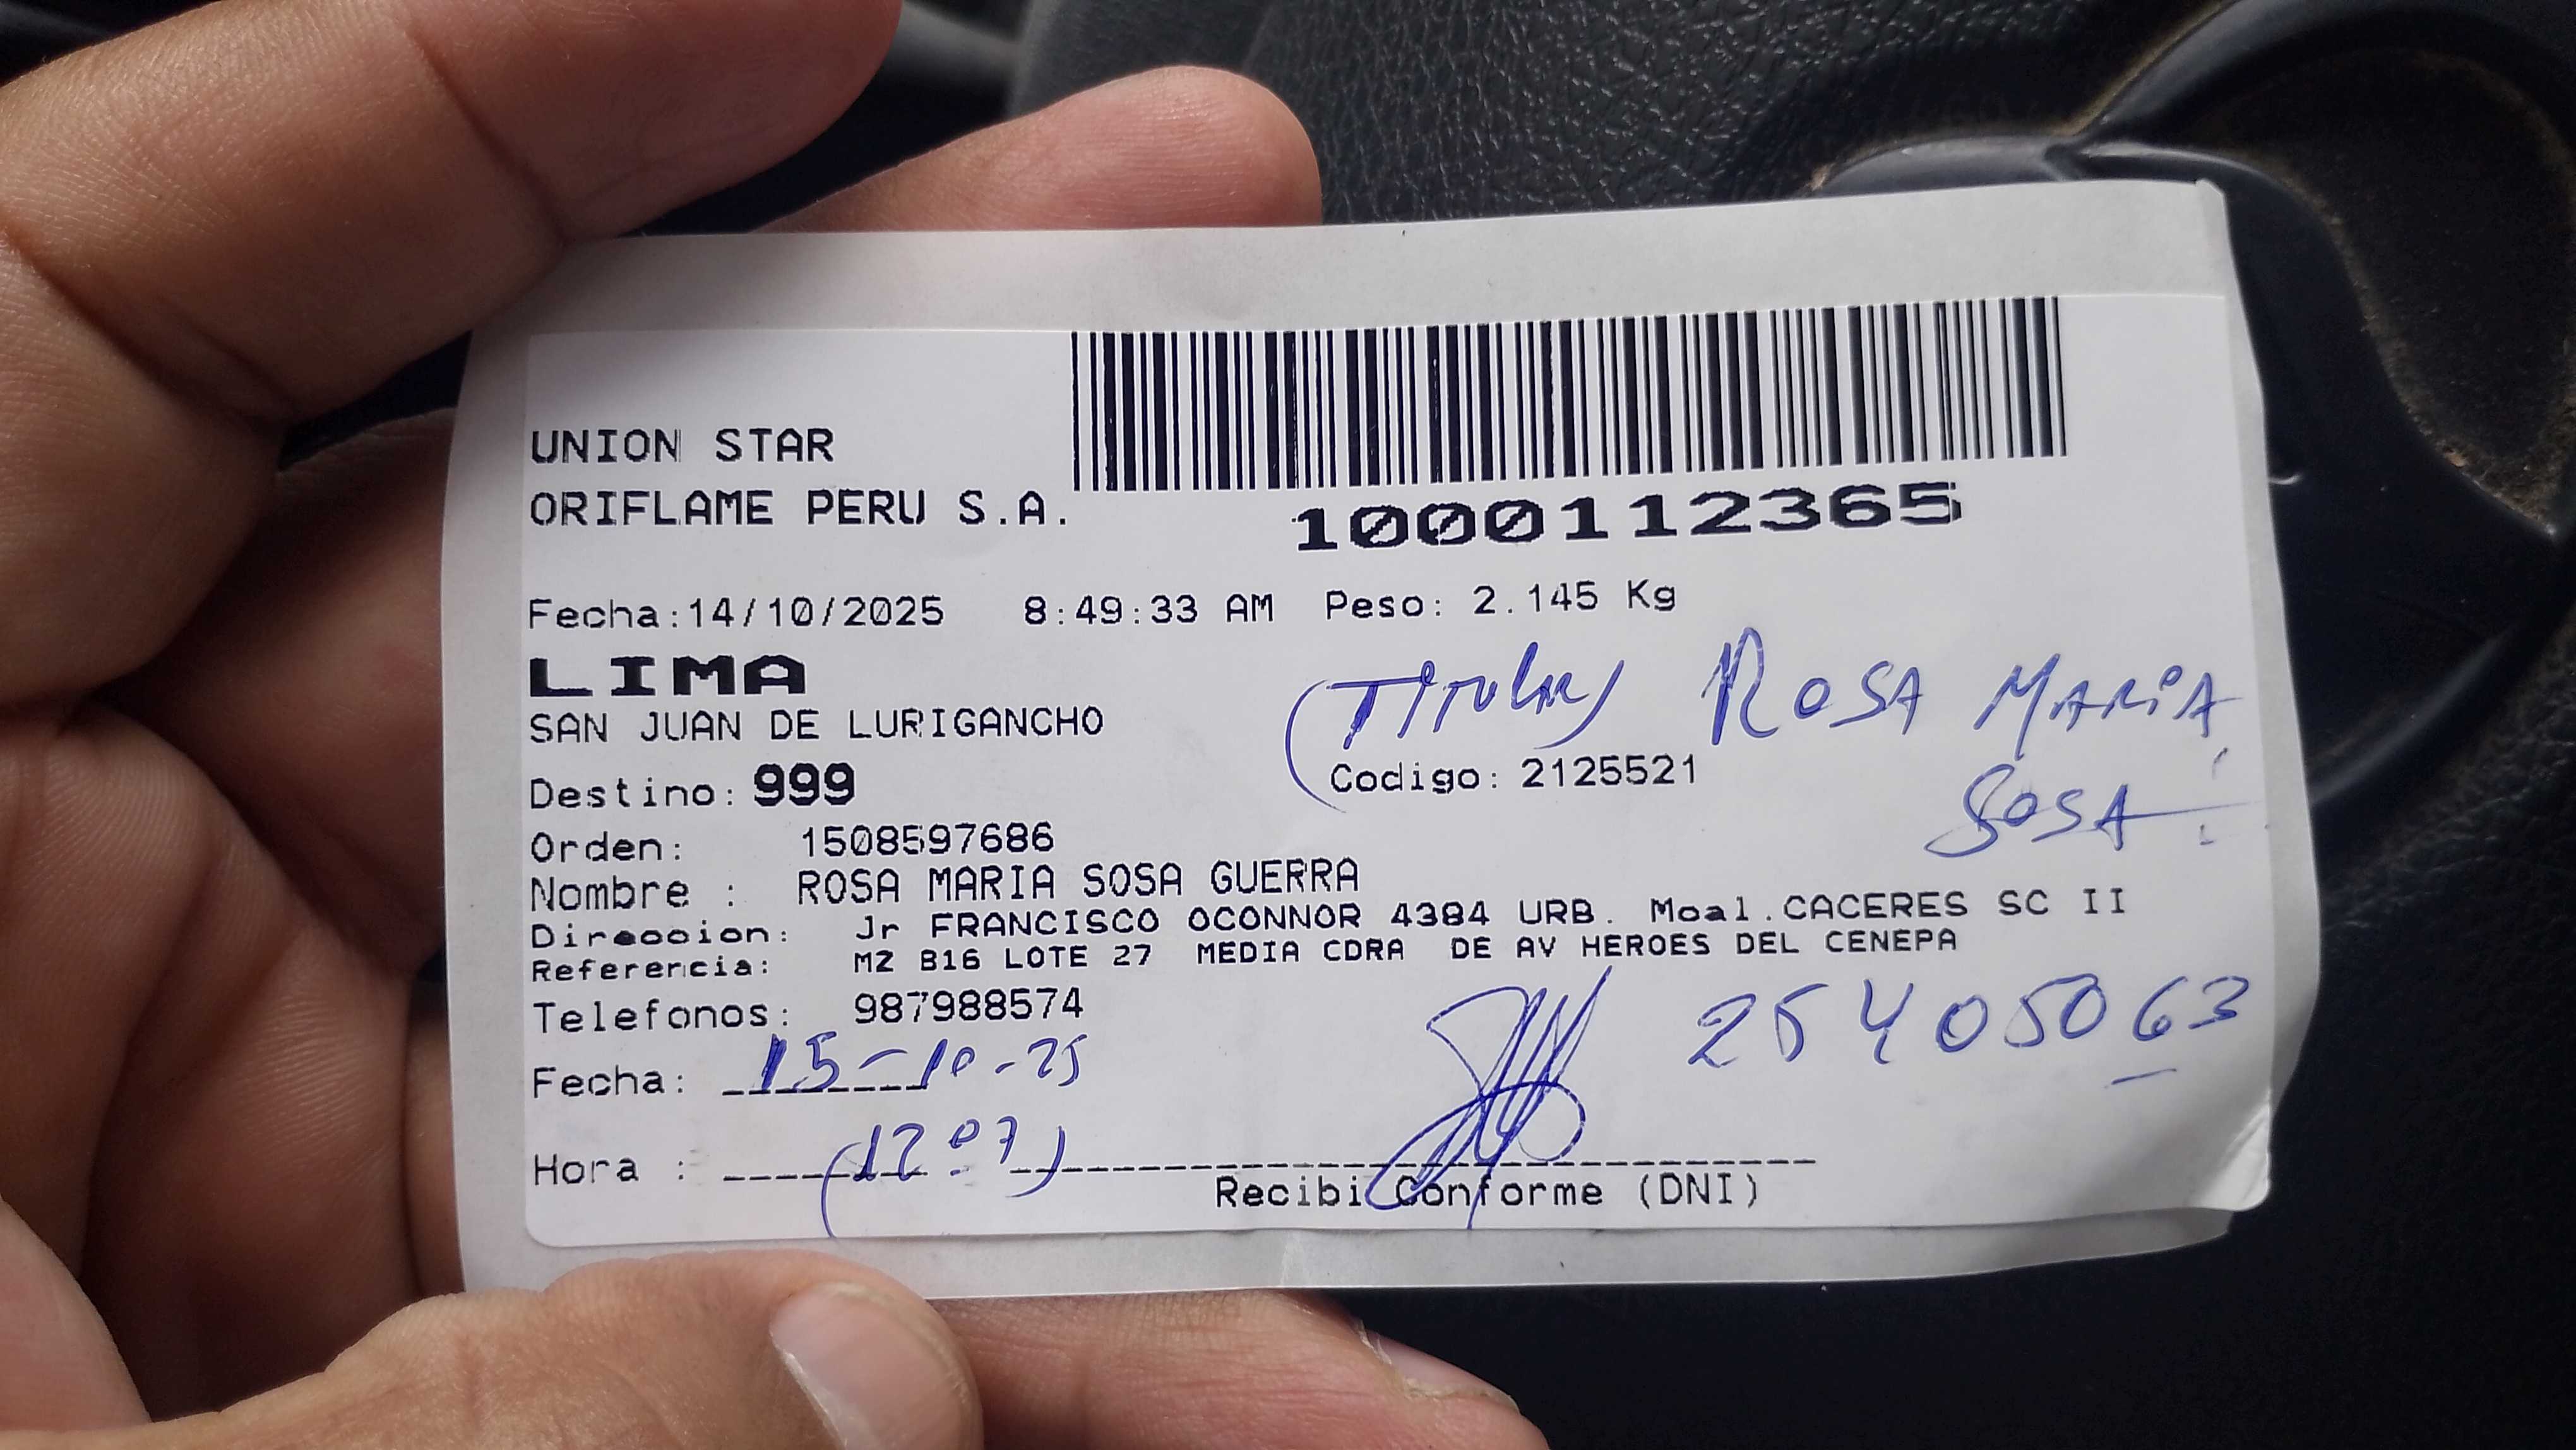 UNION STAR
ORIFLAME PERU S.A.
1000112365
Fecha:14/10/2025 8:49:33 AM Peso: 2.145 Kg
LIMA
(TITULAR) ROSA MARIA
SAN JUAN DE LURIGANCHO
Destino: 999 Codigo: 2125521
SOSA
Orden: 1508597686
Nombre : ROSA MARIA SOSA GUERRA
Direccion: Jr FRANCISCO OCONNOR 4384 URB. Moal.CACERES SC II
Referencia: MZ B16 LOTE 27 MEDIA CDRA DE AV HEROES DEL CENEPA
Telefonos: 987988574
25405063
Fecha: 15-10-25
Hora : (12:07)
Recibi Conforme (DNI)